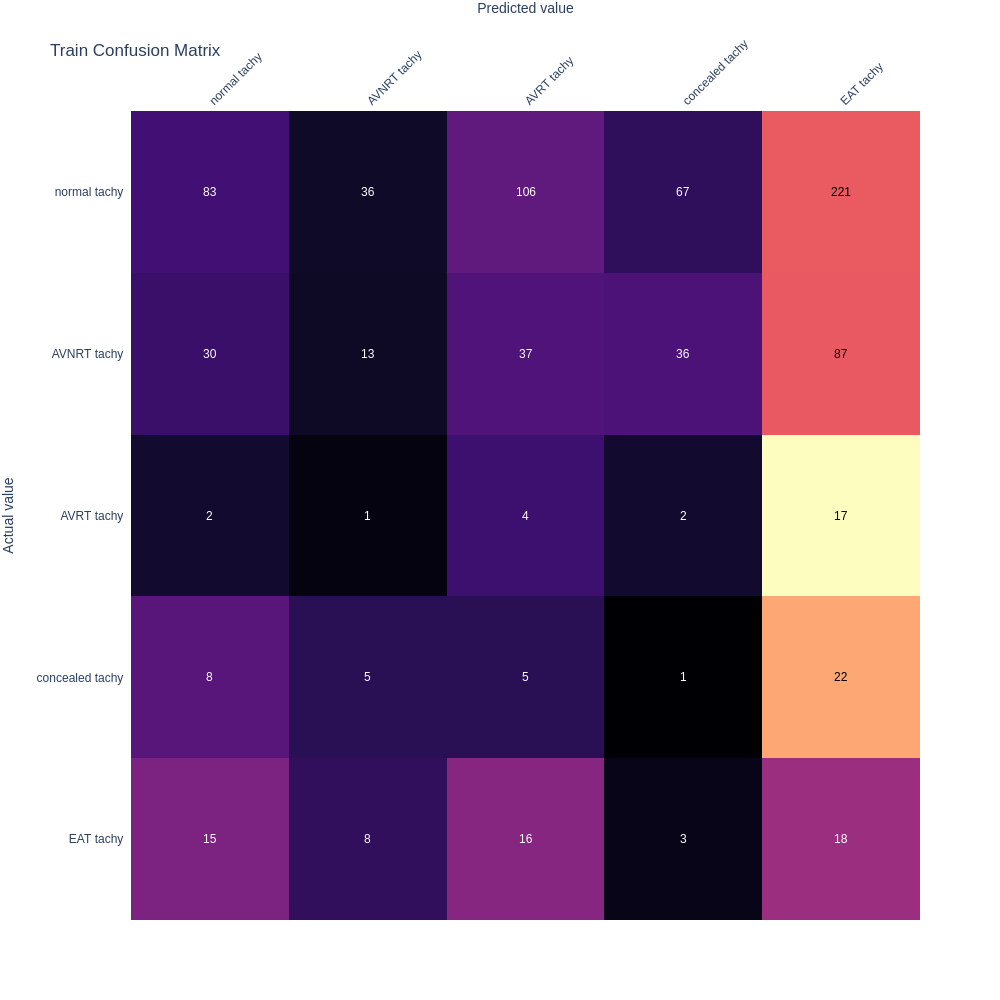 Predicted value
Train Confusion Matrix
normal tachy
AVNRT tachy
AVRT tachy
concealed tachy
EAT tachy
normal tachy 83 36 106 67 221
AVNRT tachy 30 13 37 36 87
Actual value
AVRT tachy 2 1 4 2 17
concealed tachy 8 5 5 1 22
EAT tachy 15 8 16 3 18